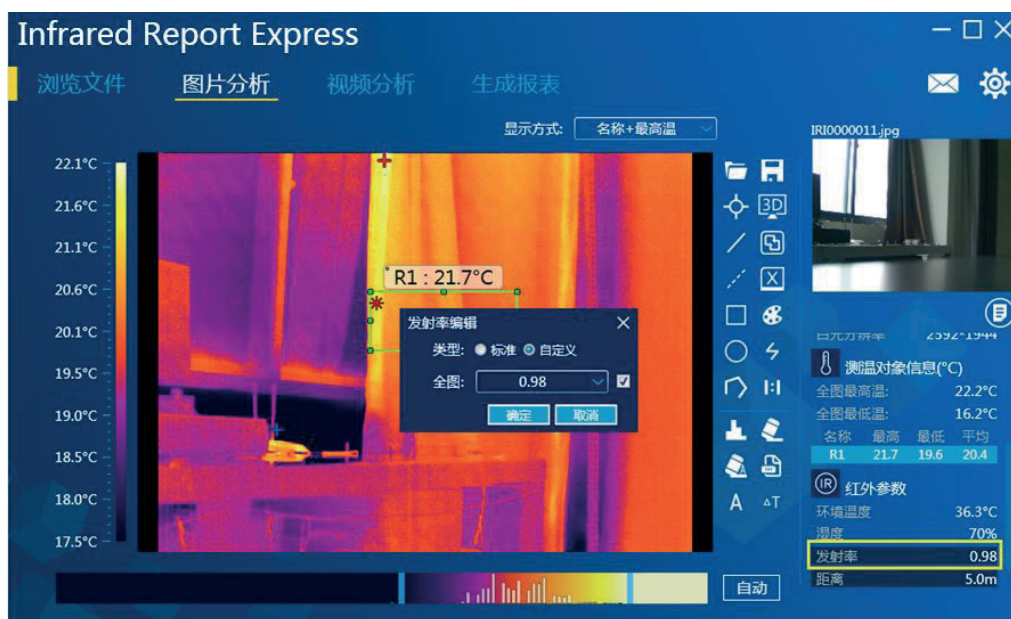 Infrared Report Express
浏览文件 图片分析 视频分析 生成报表
显示方式: 名称+最高温
IRI0000011.jpg
22.1°C
21.6°C
21.1°C
20.6°C
20.1°C
19.5°C
19.0°C
18.5°C
18.0°C
17.5°C
R1 : 21.7°C
发射率编辑
类型: 标准 自定义
全图: 0.98
确定 取消
3D
X
1:1
A ΔT
自动
2592*1944
测温对象信息(°C)
全图最高温: 22.2°C
全图最低温: 16.2°C
名称 最高 最低 平均
R1 21.7 19.6 20.4
IR 红外参数
环境温度 36.3°C
湿度 70%
发射率 0.98
距离 5.0m